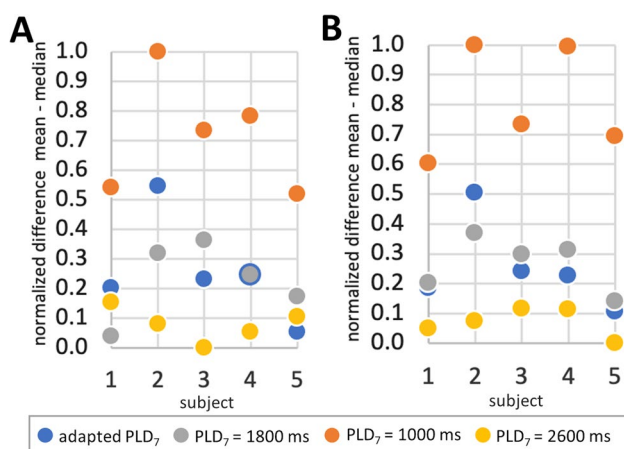 A
normalized difference mean - median
1.0
0.9
0.8
0.7
0.6
0.5
0.4
0.3
0.2
0.1
0.0
1 2 3 4 5
subject
B
normalized difference mean - median
1.0
0.9
0.8
0.7
0.6
0.5
0.4
0.3
0.2
0.1
0.0
1 2 3 4 5
subject
adapted PLD₇ PLD₇ = 1800 ms PLD₇ = 1000 ms PLD₇ = 2600 ms